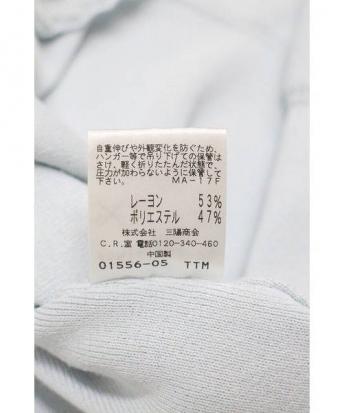 自重伸びや外観変化を防ぐため、
ハンガー等で吊り下げての保管は
さけ、軽く折りたたんだ状態で、
圧力が加わらないように保管して
下さい。 MA-17F
レーヨン 53%
ポリエステル 47%
株式会社 三陽商会
C.R.室 電話0120-340-460
中国製
01556-05 TTM